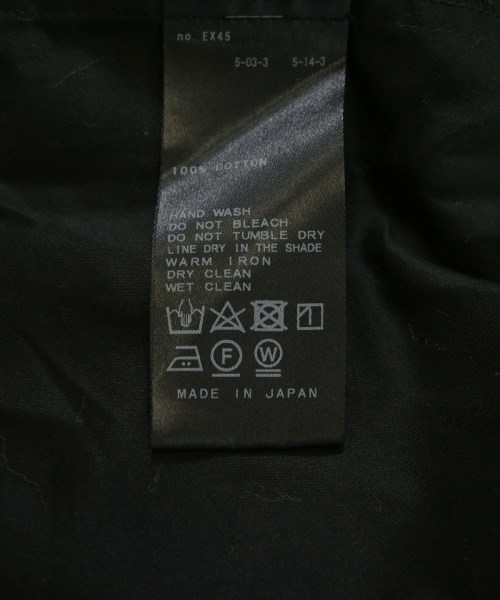 no. EX45
5-03-3 5-14-3
100% COTTON
HAND WASH
DO NOT BLEACH
DO NOT TUMBLE DRY
LINE DRY IN THE SHADE
WARM IRON
DRY CLEAN
WET CLEAN
F W
MADE IN JAPAN